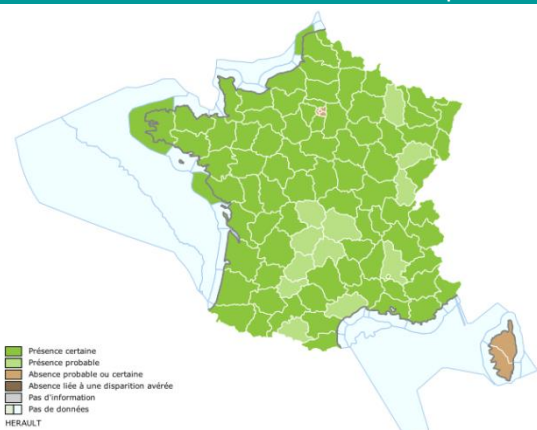 Présence certaine
Présence probable
Absence probable ou certaine
Absence liée à une disparition avérée
Pas d'information
Pas de données
HERAULT